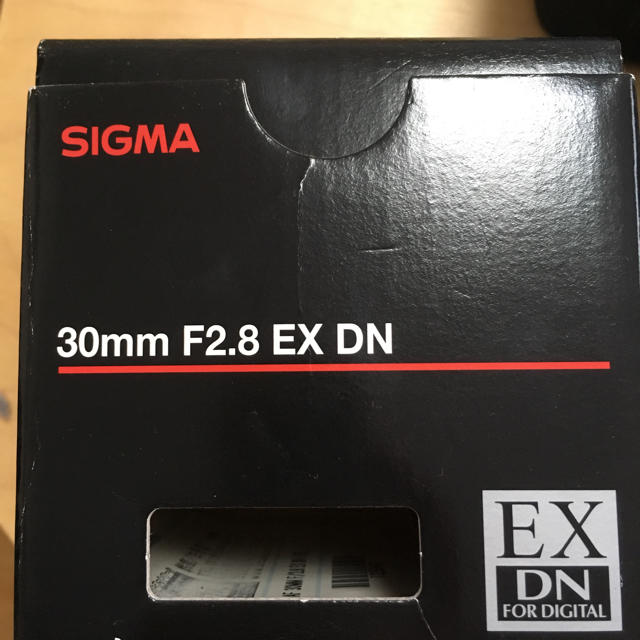 SIGMA
30mm F2.8 EX DN
EX
DN
FOR DIGITAL